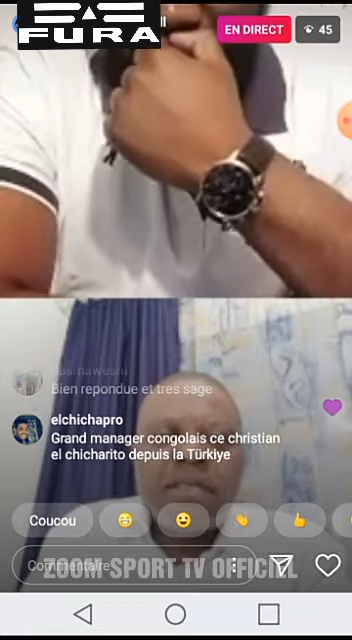 FURA
EN DIRECT
45
Bien repondue et tres sage
elchichapro
Grand manager congolais ce christian
el chicharito depuis la Türkiye
Coucou
Commentaire
ZOOM SPORT TV OFFICIEL